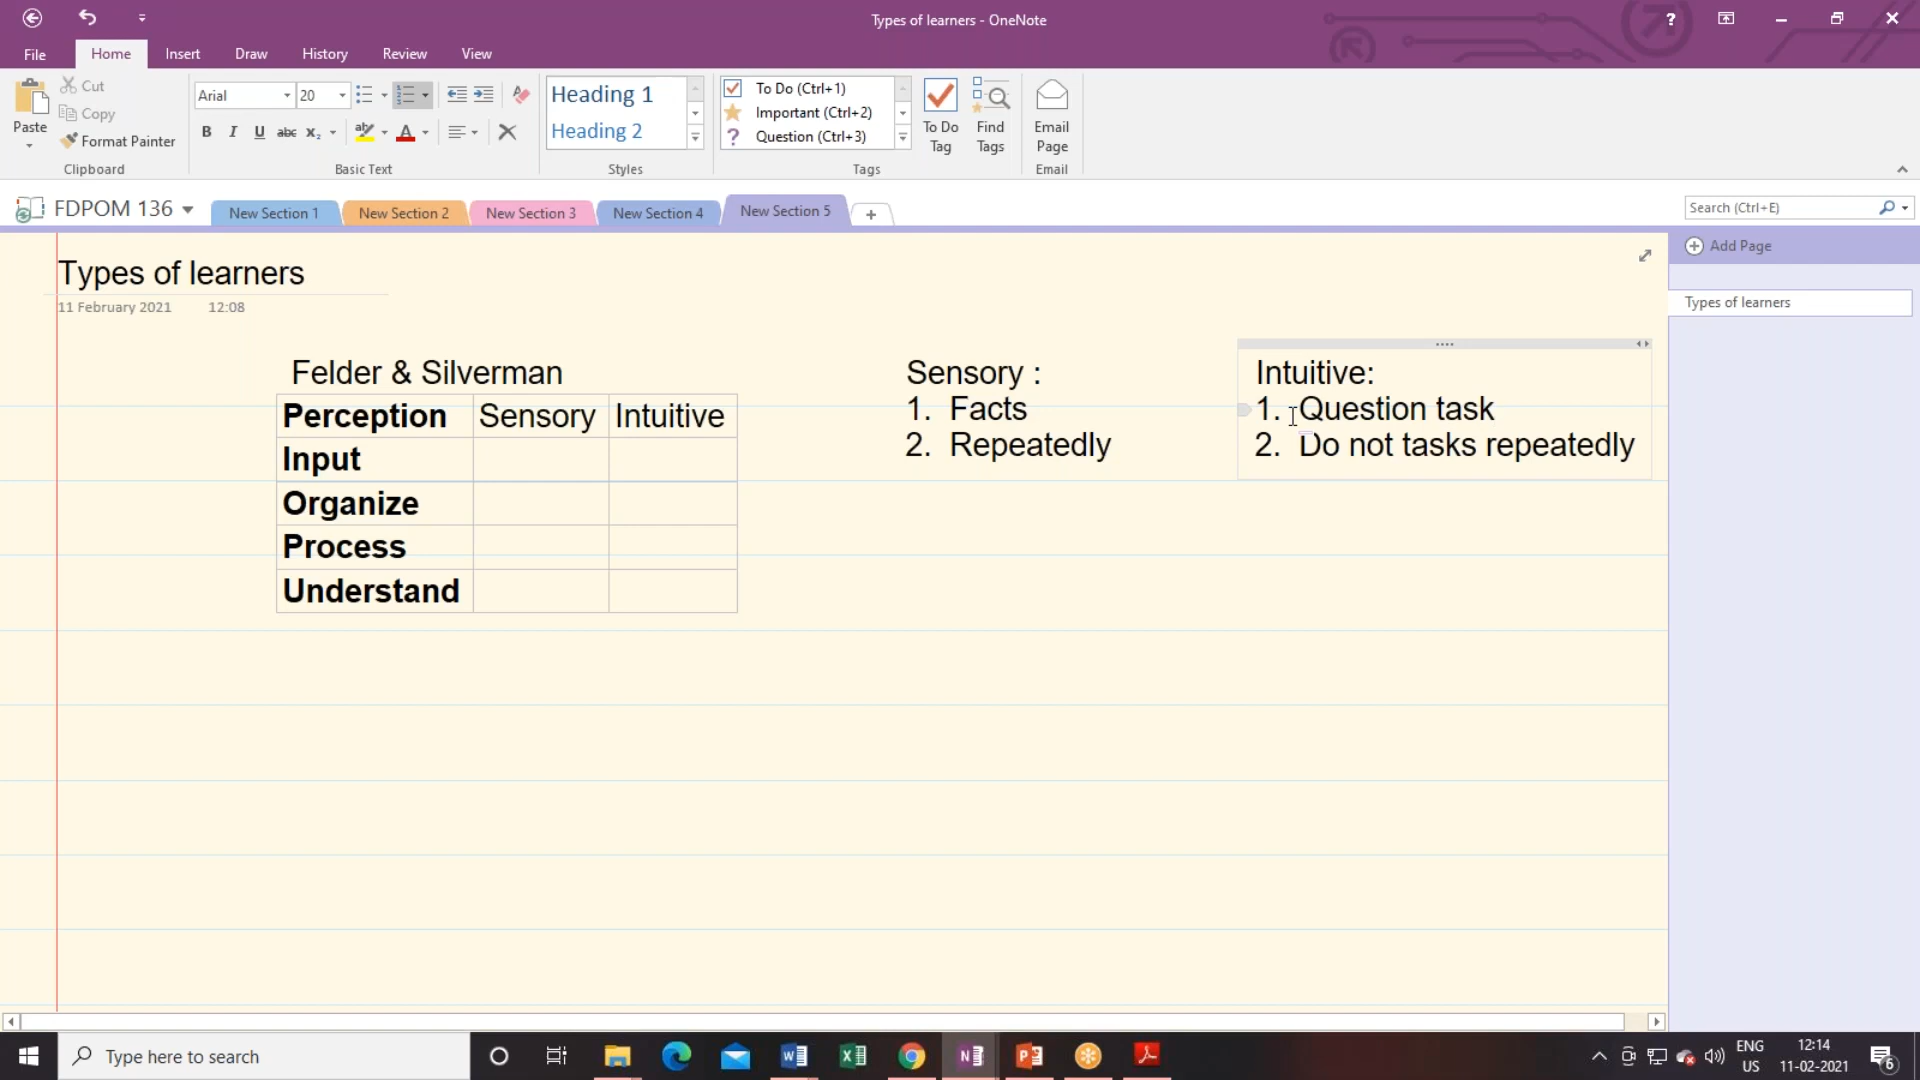 Types of learners - OneNote
?
File Home Insert Draw History Review View
Paste
Cut
Copy
Format Painter
Clipboard
Arial 20
B I U abc X₂ A
Basic Text
Heading 1
Heading 2
Styles
To Do (Ctrl+1)
Important (Ctrl+2)
? Question (Ctrl+3)
To Do
Tag
Find
Tags
Tags
Email
Page
Email
FDPOM 136 New Section 1 New Section 2 New Section 3 New Section 4 New Section 5 +
Search (Ctrl+E)
Add Page
Types of learners
Types of learners
11 February 2021 12:08
Felder & Silverman
Perception Sensory Intuitive
Input
Organize
Process
Understand
Sensory :
1. Facts
2. Repeatedly
Intuitive:
1. Question task
2. Do not tasks repeatedly
Type here to search
ENG
US
12:14
11-02-2021
6